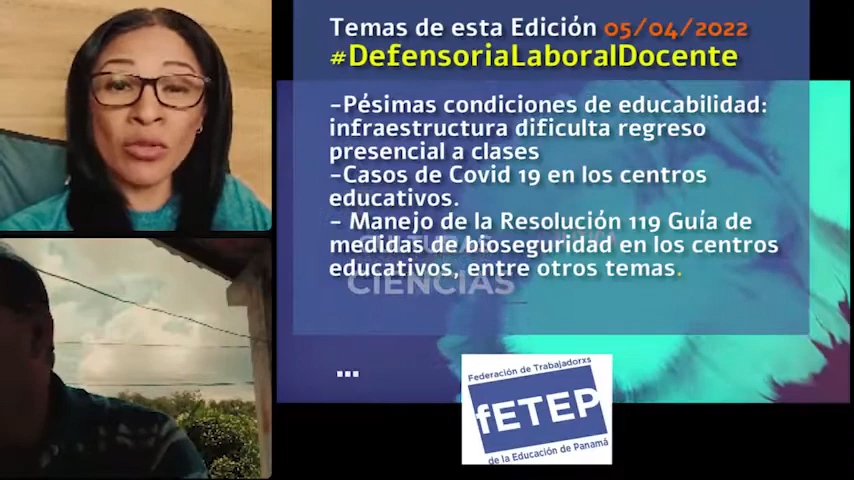 Temas de esta Edición 05/04/2022
#DefensoriaLaboralDocente
-Pésimas condiciones de educabilidad:
infraestructura dificulta regreso
presencial a clases
-Casos de Covid 19 en los centros
educativos.
- Manejo de la Resolución 119 Guía de
medidas de bioseguridad en los centros
educativos, entre otros temas.
CIENCIAS
...
Federación de Trabajadorxs
fETEP
de la Educación de Panamá